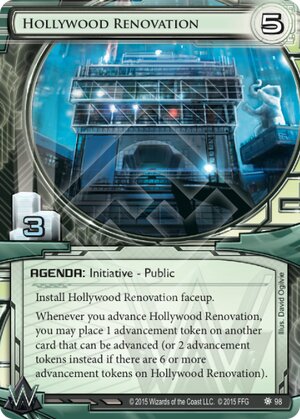 Hollywood Renovation
5
3
AGENDA: Initiative - Public
Install Hollywood Renovation faceup.
Whenever you advance Hollywood Renovation,
you may place 1 advancement token on another
card that can be advanced (or 2 advancement
tokens instead if there are 6 or more
advancement tokens on Hollywood Renovation).
Illus. David Ogilvie
© 2015 Wizards of the Coast LLC. © 2015 FFG
98